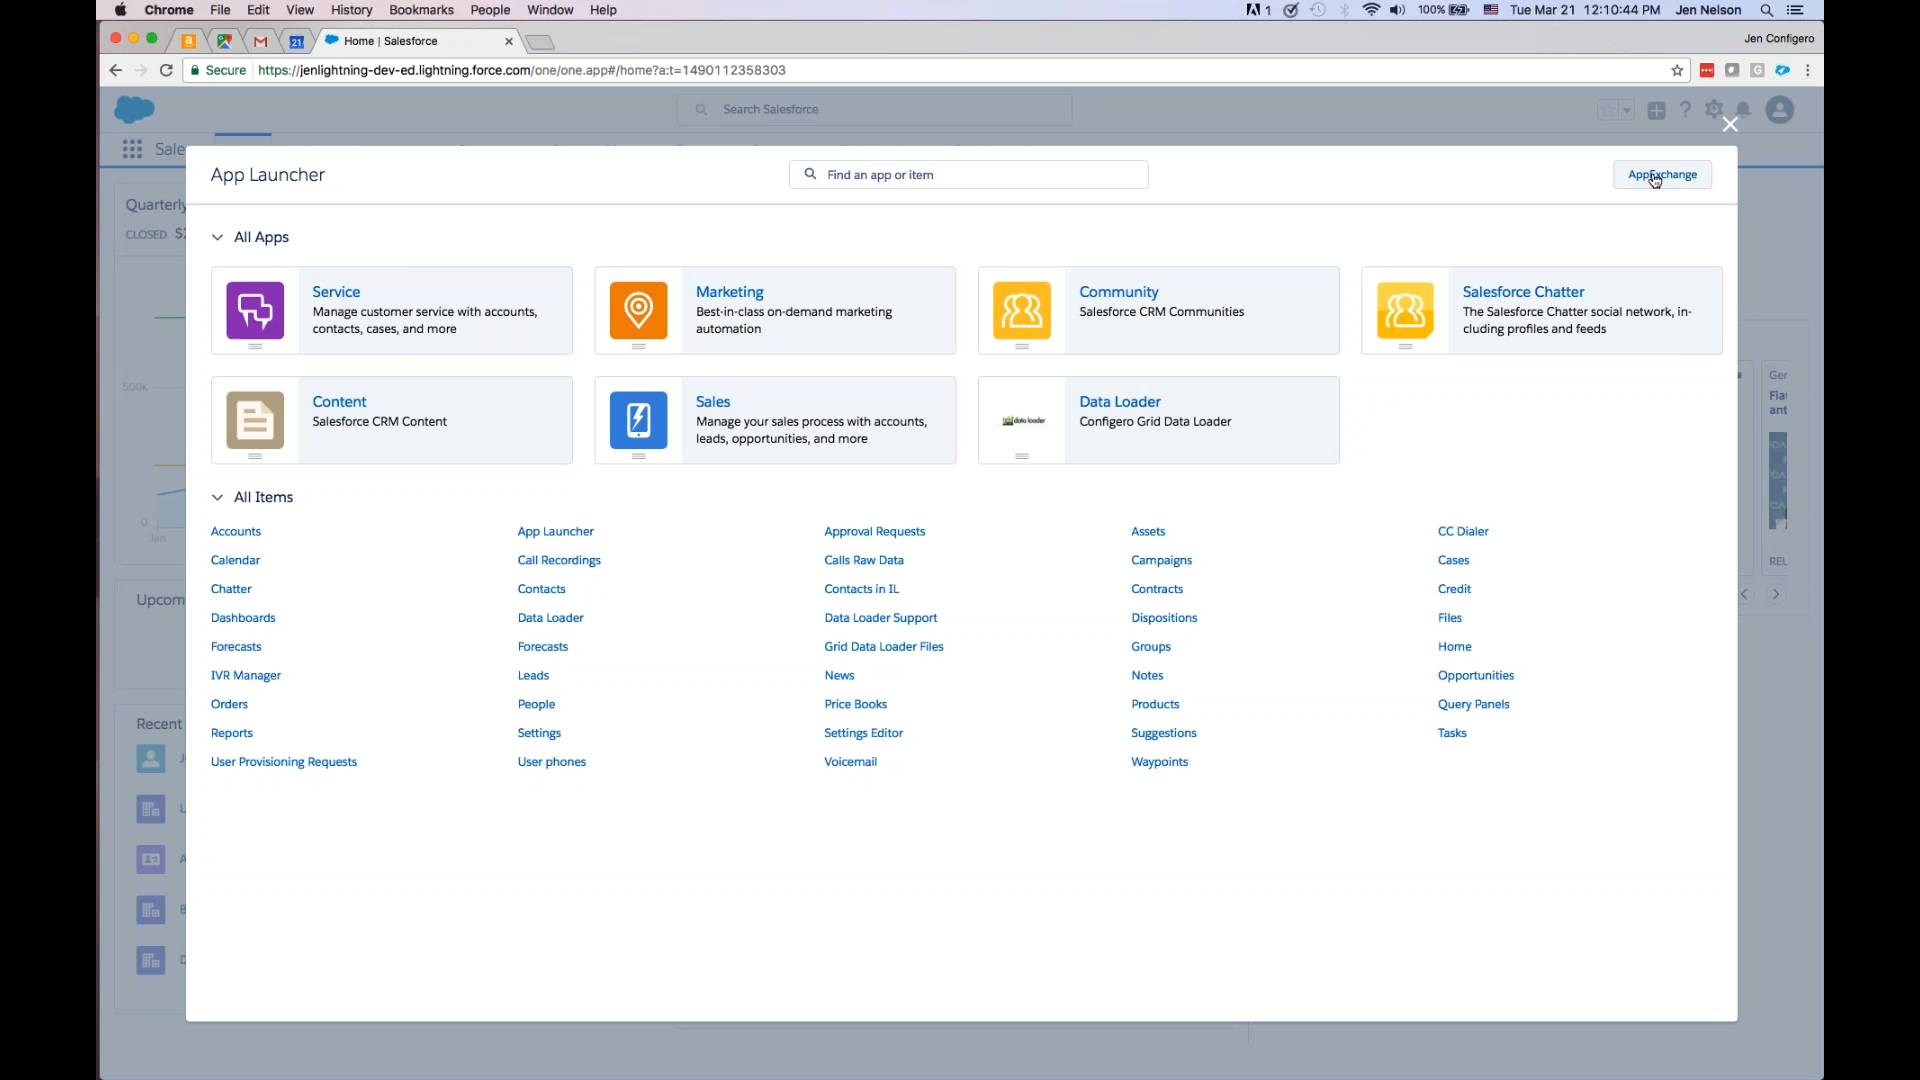 Chrome File Edit View History Bookmarks People Window Help
1 100% Tue Mar 21 12:10:44 PM Jen Nelson
21 Home | Salesforce
Jen Configero
Secure https://jenlightning-dev-ed.lightning.force.com/one/one.app#/home?a:t=1490112358303
Search Salesforce
App Launcher
Find an app or item
AppExchange
All Apps
Service
Manage customer service with accounts,
contacts, cases, and more
Marketing
Best-in-class on-demand marketing
automation
Community
Salesforce CRM Communities
Salesforce Chatter
The Salesforce Chatter social network, in-
cluding profiles and feeds
Content
Salesforce CRM Content
Sales
Manage your sales process with accounts,
leads, opportunities, and more
data loader
Data Loader
Configero Grid Data Loader
All Items
Accounts App Launcher Approval Requests Assets CC Dialer
Calendar Call Recordings Calls Raw Data Campaigns Cases
Chatter Contacts Contacts in IL Contracts Credit
Dashboards Data Loader Data Loader Support Dispositions Files
Forecasts Forecasts Grid Data Loader Files Groups Home
IVR Manager Leads News Notes Opportunities
Orders People Price Books Products Query Panels
Reports Settings Settings Editor Suggestions Tasks
User Provisioning Requests User phones Voicemail Waypoints
Quarterly
CLOSED
500k
0
Jan
Recent